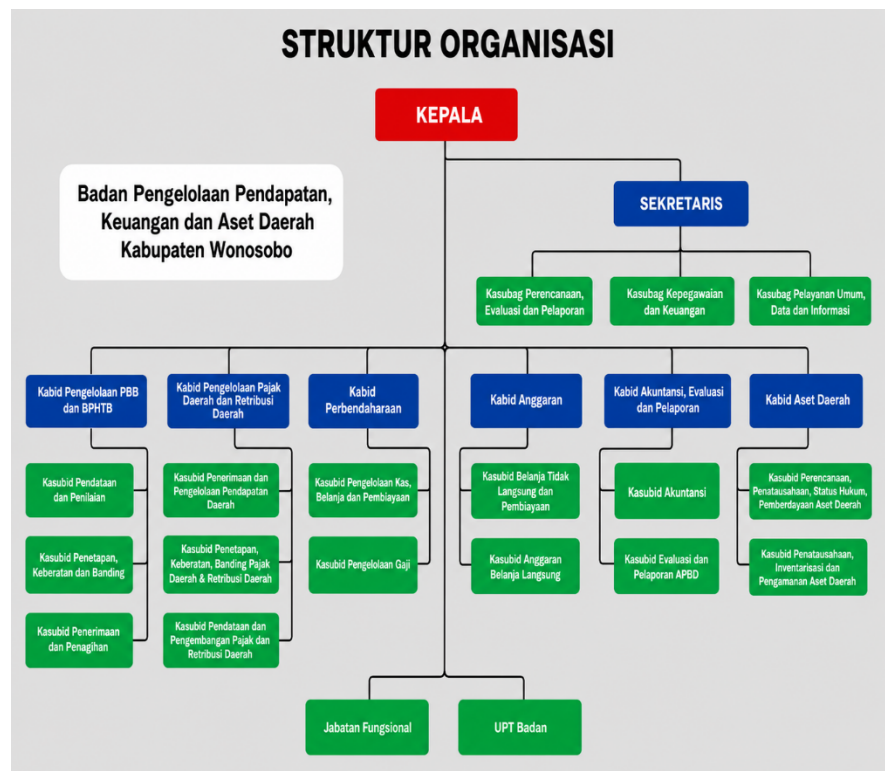 STRUKTUR ORGANISASI
KEPALA
Badan Pengelolaan Pendapatan,
Keuangan dan Aset Daerah
Kabupaten Wonosobo
SEKRETARIS
Kasubag Perencanaan,
Evaluasi dan Pelaporan
Kasubag Kepegawaian
dan Keuangan
Kasubag Pelayanan Umum,
Data dan Informasi
Kabid Pengelolaan PBB
dan BPHTB
Kabid Pengelolaan Pajak
Daerah dan Retribusi
Daerah
Kabid
Perbendaharaan
Kabid Anggaran
Kabid Akuntansi, Evaluasi
dan Pelaporan
Kabid Aset Daerah
Kasubid Pendataan
dan Penilaian
Kasubid Penerimaan dan
Pengelolaan Pendapatan
Daerah
Kasubid Pengelolaan Kas,
Belanja dan Pembiayaan
Kasubid Belanja Tidak
Langsung dan
Pembiayaan
Kasubid Akuntansi
Kasubid Perencanaan,
Penatausahaan, Status Hukum,
Pemberdayaan Aset Daerah
Kasubid Penetapan,
Keberatan dan Banding
Kasubid Penetapan,
Keberatan, Banding Pajak
Daerah & Retribusi Daerah
Kasubid Pengelolaan Gaji
Kasubid Anggaran
Belanja Langsung
Kasubid Evaluasi dan
Pelaporan APBD
Kasubid Penatausahaan,
Inventarisasi dan
Pengamanan Aset Daerah
Kasubid Penerimaan
dan Penagihan
Kasubid Pendataan dan
Pengembangan Pajak dan
Retribusi Daerah
Jabatan Fungsional
UPT Badan